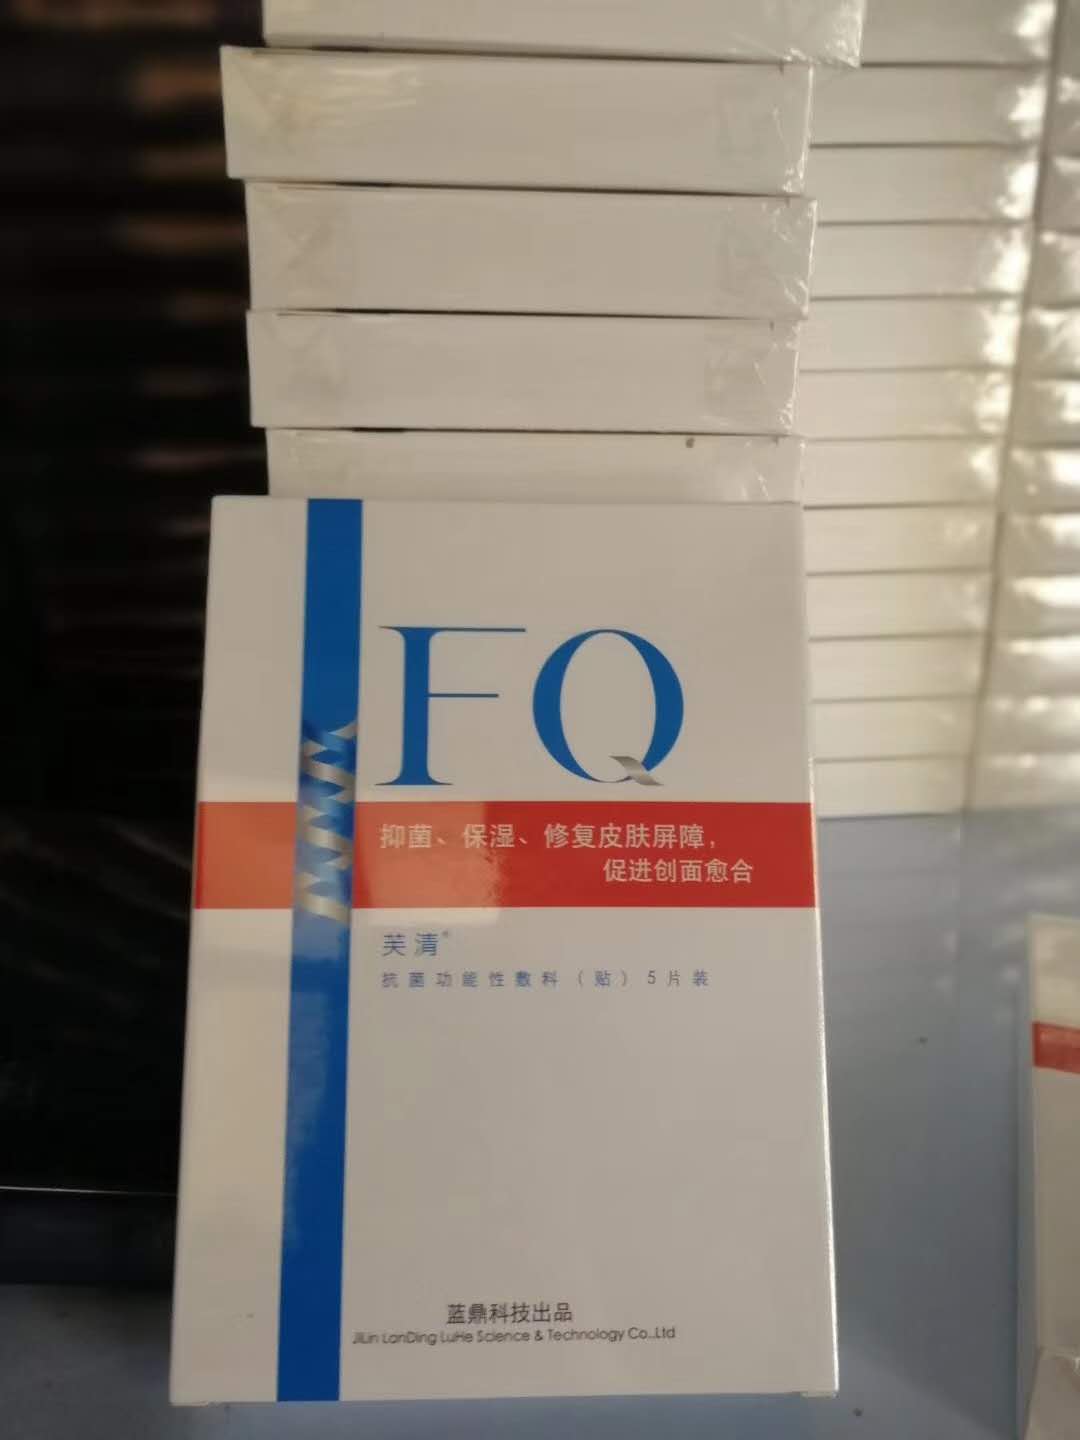 FQ
抑菌、保湿、修复皮肤屏障，
促进创面愈合
芙清®
抗菌功能性敷料（贴）5片装
蓝鼎科技出品
JiLin LanDing LuHe Science & Technology Co.,Ltd